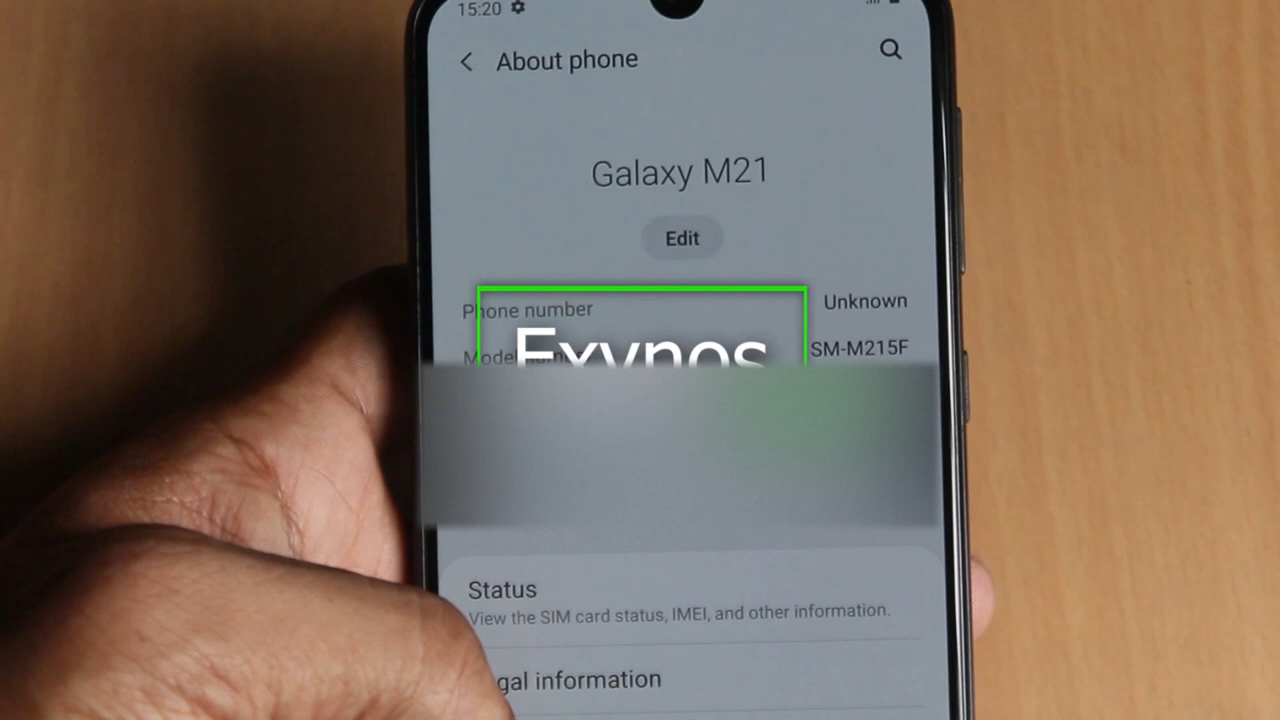 15:20
About phone
Galaxy M21
Edit
Phone number Unknown
Exynos
Model SM-M215F
Status
View the SIM card status, IMEI, and other information.
gal information